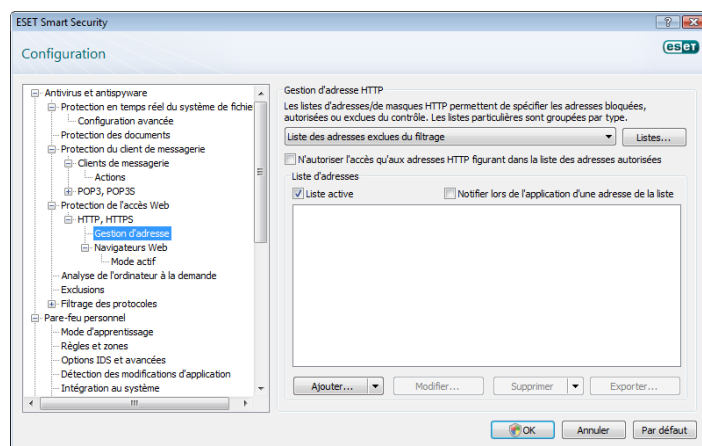 ESET Smart Security
Configuration
eseT
Antivirus et antispyware
Protection en temps réel du système de fichie
Configuration avancée
Protection des documents
Protection du client de messagerie
Clients de messagerie
Actions
POP3, POP3S
Protection de l'accès Web
HTTP, HTTPS
Gestion d'adresse
Navigateurs Web
Mode actif
Analyse de l'ordinateur à la demande
Exclusions
Filtrage des protocoles
Pare-feu personnel
Mode d'apprentissage
Règles et zones
Options IDS et avancées
Détection des modifications d'application
Intégration au système
Gestion d'adresse HTTP
Les listes d'adresses/de masques HTTP permettent de spécifier les adresses bloquées,
autorisées ou exclues du contrôle. Les listes particulières sont groupées par type.
Liste des adresses exclues du filtrage
Listes...
N'autoriser l'accès qu'aux adresses HTTP figurant dans la liste des adresses autorisées
Liste d'adresses
Liste active
Notifier lors de l'application d'une adresse de la liste
Ajouter...
Modifier...
Supprimer
Exporter...
OK
Annuler
Par défaut